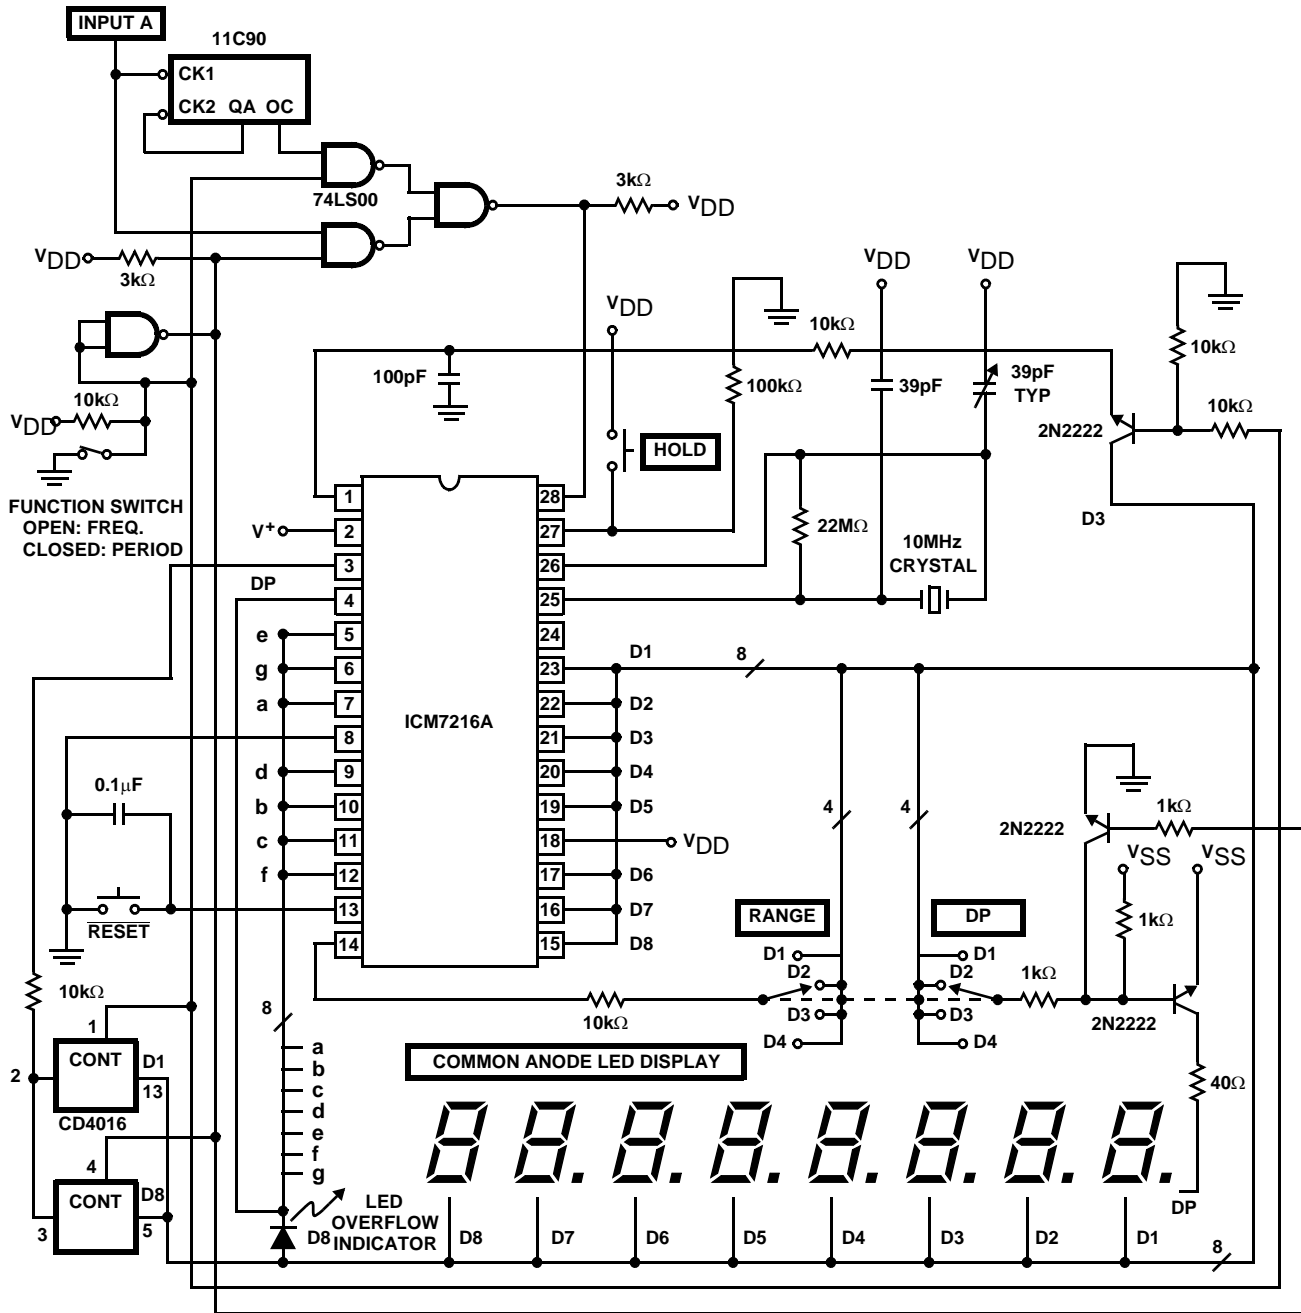 INPUT A
11C90
CK1
CK2 QA OC
74LS00
3kΩ
VDD
VDD
3kΩ
VDD
VDD
VDD
10kΩ
10kΩ
100pF
100kΩ
39pF
39pF
TYP
10kΩ
10kΩ
VDD
2N2222
HOLD
FUNCTION SWITCH
OPEN: FREQ.
CLOSED: PERIOD
V+
1
2
3
4
5
6
7
8
9
10
11
12
13
14
28
27
26
25
24
23
22
21
20
19
18
17
16
15
ICM7216A
22MΩ
10MHz
CRYSTAL
D3
DP
e
g
a
d
b
c
f
D1
8
D2
D3
D4
D5
VDD
D6
D7
D8
0.1µF
RESET
4
4
2N2222
1kΩ
VSS
VSS
1kΩ
RANGE
DP
D1
D2
D3
D4
D1
D2
D3
D4
1kΩ
2N2222
10kΩ
40Ω
10kΩ
1
CONT
D1
2
13
CD4016
4
CONT
D8
3
5
8
a
b
c
d
e
f
g
COMMON ANODE LED DISPLAY
DP
LED
OVERFLOW
INDICATOR
D8
D8
D7
D6
D5
D4
D3
D2
D1
8